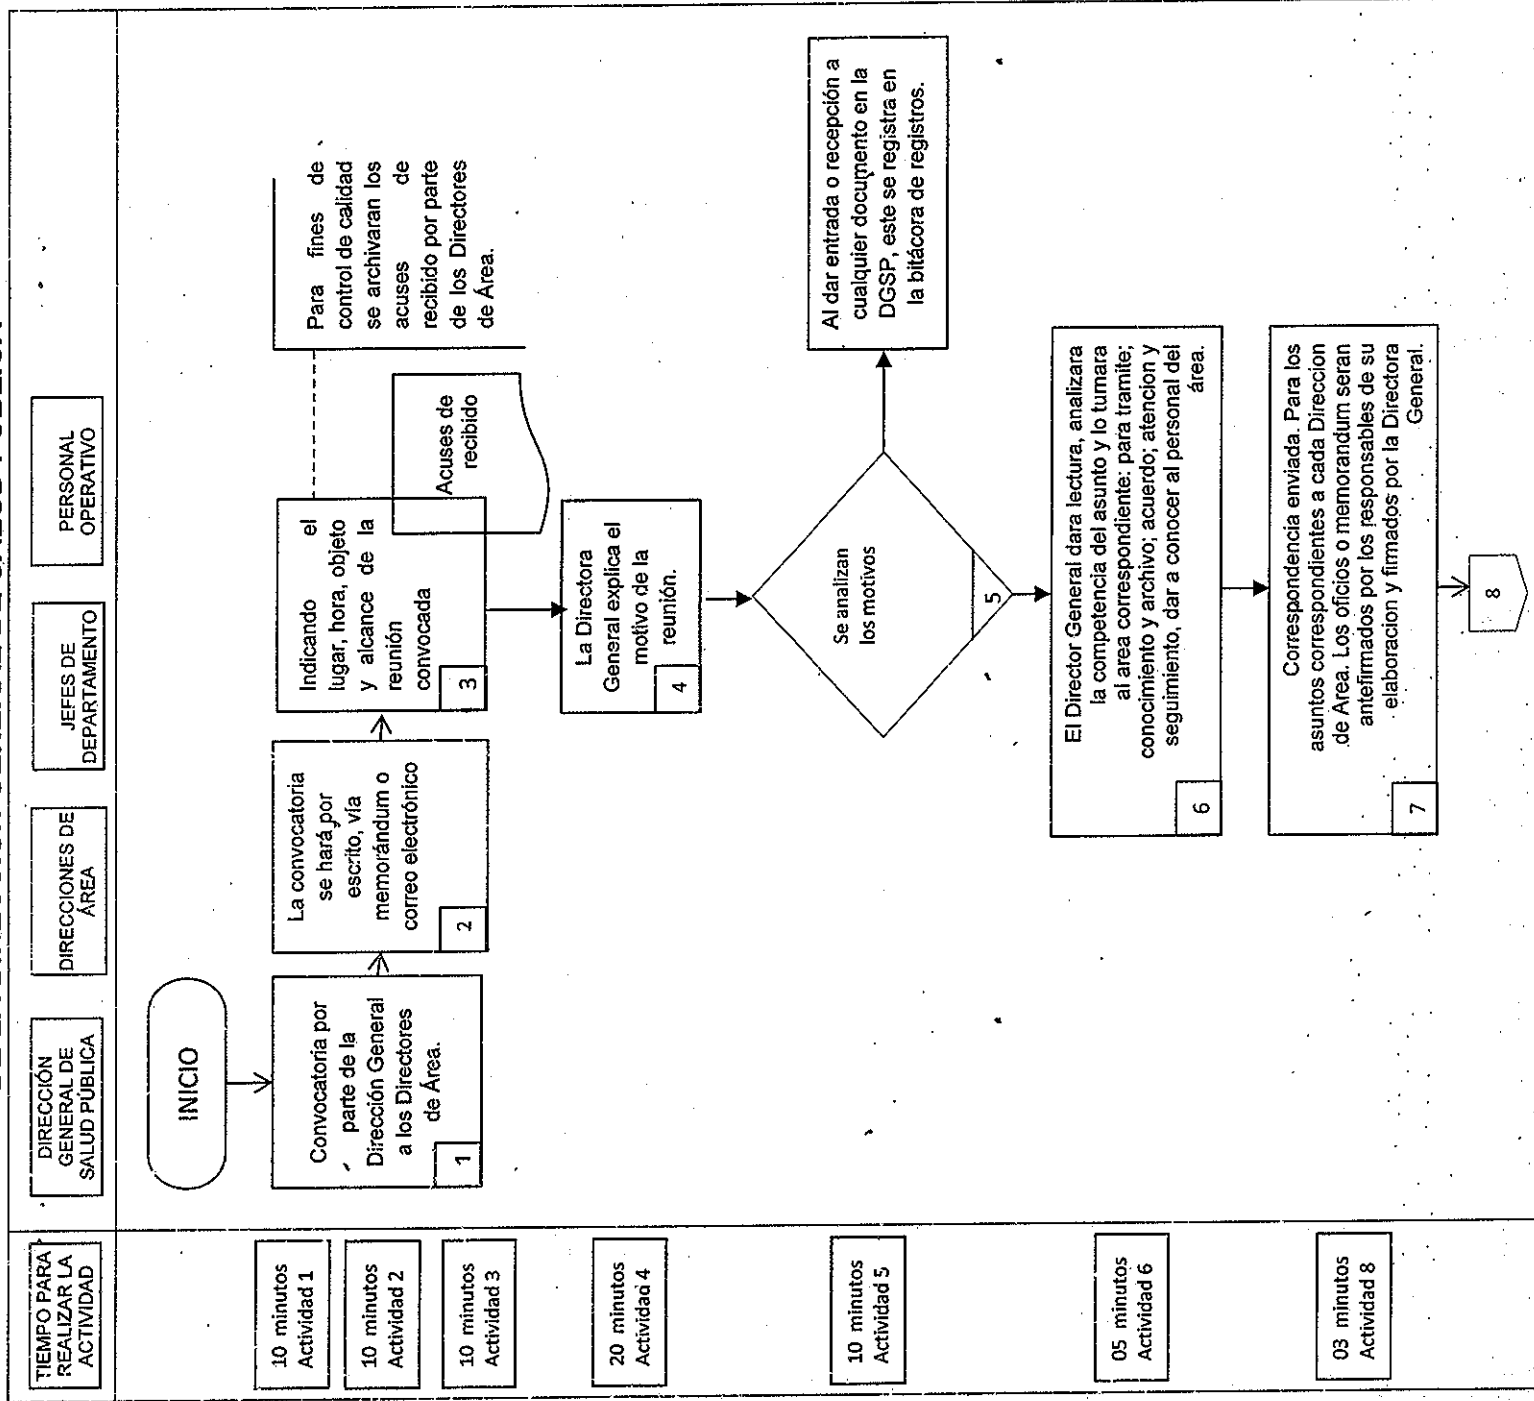 TIEMPO PARA
REALIZAR LA
ACTIVIDAD
DIRECCIÓN
GENERAL DE
SALUD PÚBLICA
DIRECCIONES DE
ÁREA
JEFES DE
DEPARTAMENTO
PERSONAL
OPERATIVO
INICIO
10 minutos
Actividad 1
Convocatoria por
parte de la
Dirección General
a los Directores
de Área.
1
10 minutos
Actividad 2
La convocatoria
se hará por
escrito, vía
memorándum o
correo electrónico
2
10 minutos
Actividad 3
Indicando el
lugar, hora, objeto
y alcance de la
reunión
convocada
3
Acuses de
recibido
Para fines de
control de calidad
se archivaran los
acuses de
recibido por parte
de los Directores
de Área.
20 minutos
Actividad 4
La Directora
General explica el
motivo de la
reunión.
4
10 minutos
Actividad 5
Se analizan
los motivos
5
Al dar entrada o recepción a
cualquier documento en la
DGSP, este se registra en
la bitácora de registros.
05 minutos
Actividad 6
El Director General dara lectura, analizara
la competencia del asunto y lo turnara
al area correspondiente: para tramite;
conocimiento y archivo; acuerdo; atencion y
seguimiento, dar a conocer al personal del
área.
6
03 minutos
Actividad 8
Correspondencia enviada. Para los
asuntos correspondientes a cada Direccion
de Área. Los oficios o memorandum seran
antefirmados por los responsables de su
elaboracion y firmados por la Directora
General.
7
8